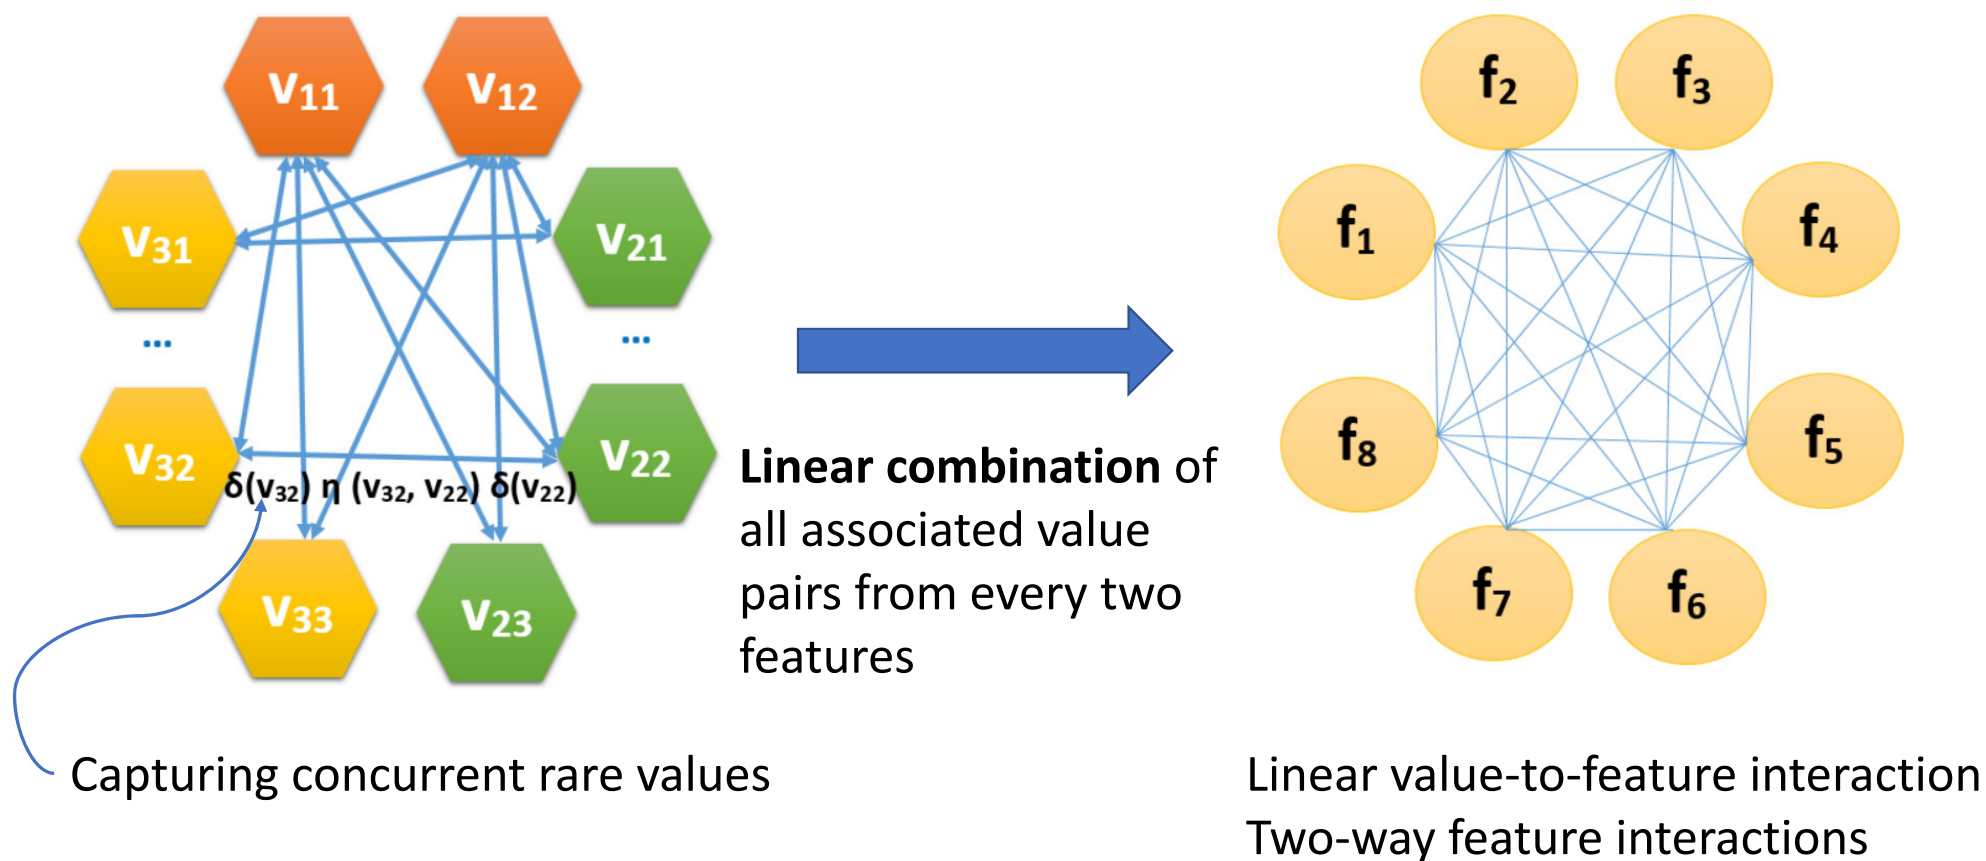 v₁₁ v₁₂
v₃₁ v₂₁
... ...
v₃₂ v₂₂
δ(v₃₂) η (v₃₂, v₂₂) δ(v₂₂)
v₃₃ v₂₃
Capturing concurrent rare values
Linear combination of
all associated value
pairs from every two
features
f₂ f₃
f₁ f₄
f₈ f₅
f₇ f₆
Linear value-to-feature interaction
Two-way feature interactions